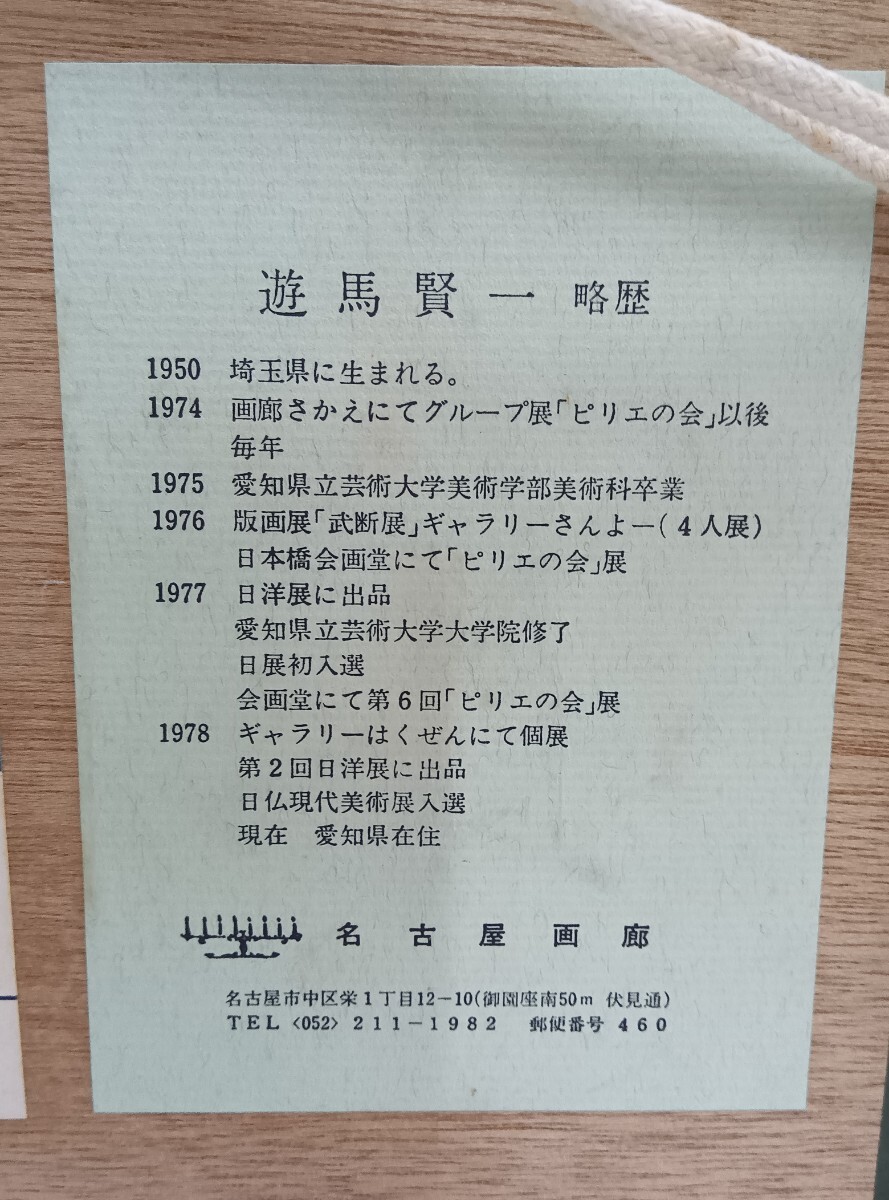 遊馬賢一 略歴
1950 埼玉県に生まれる。
1974 画廊さかえにてグループ展「ピリエの会」以後
毎年
1975 愛知県立芸術大学美術学部美術科卒業
1976 版画展「武断展」ギャラリーさんよー(4人展)
日本橋会画堂にて「ピリエの会」展
1977 日洋展に出品
愛知県立芸術大学大学院修了
日展初入選
会画堂にて第6回「ピリエの会」展
1978 ギャラリーはくぜんにて個展
第2回日洋展に出品
日仏現代美術展入選
現在 愛知県在住
名古屋画廊
名古屋市中区栄1丁目12-10(御園座南50m 伏見通)
TEL <052> 211-1982 郵便番号 460